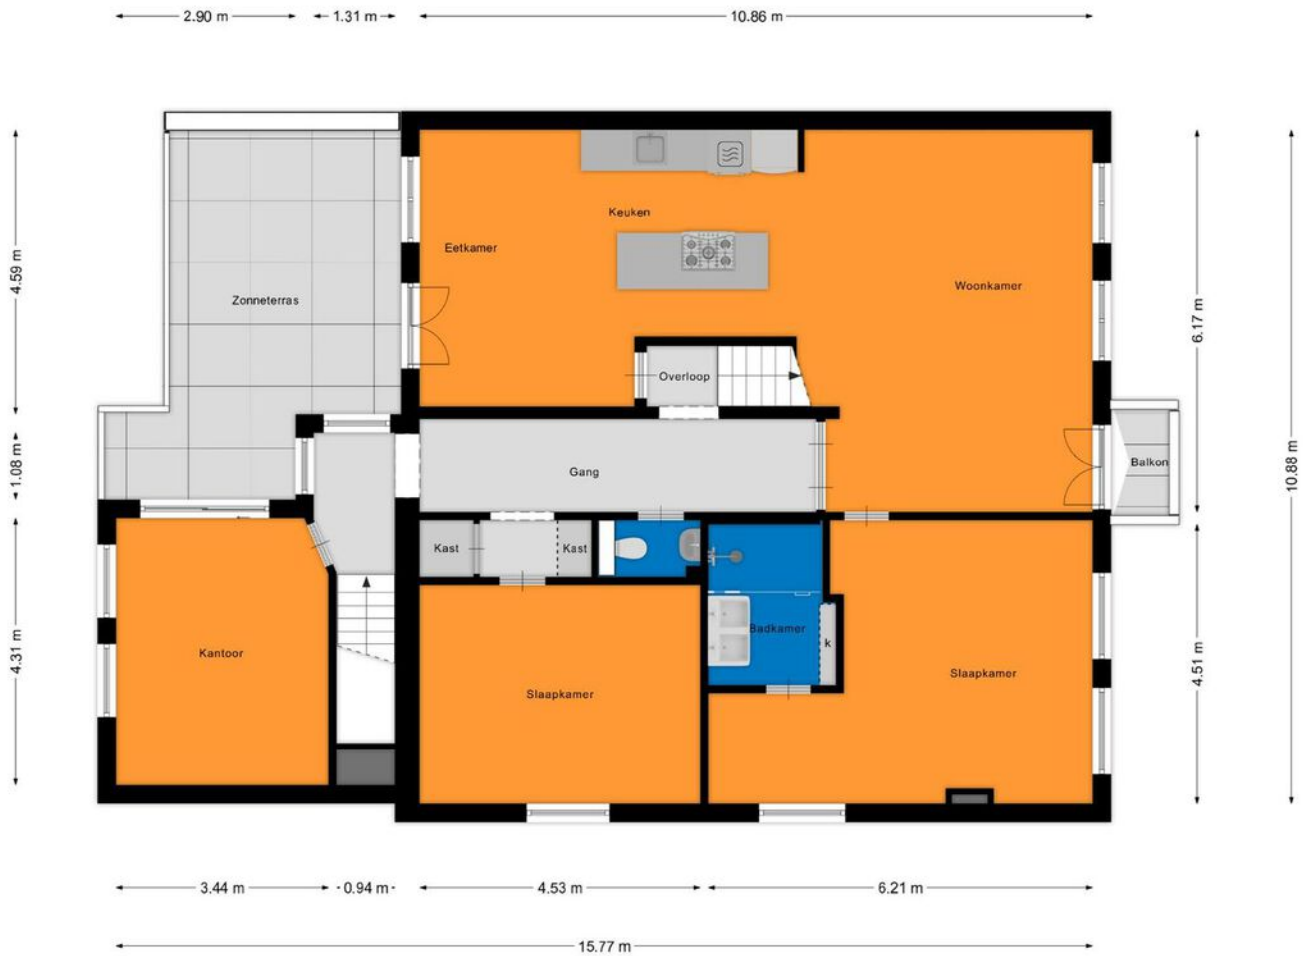 2.90 m
1.31 m
10.86 m
Keuken
Eetkamer
Woonkamer
Zonneterras
4.59 m
6.17 m
Overloop
1.08 m
Gang
Balkon
10.88 m
Kast
Kast
Badkamer
k
Kantoor
Slaapkamer
Slaapkamer
4.31 m
4.51 m
3.44 m
0.94 m
4.53 m
6.21 m
15.77 m